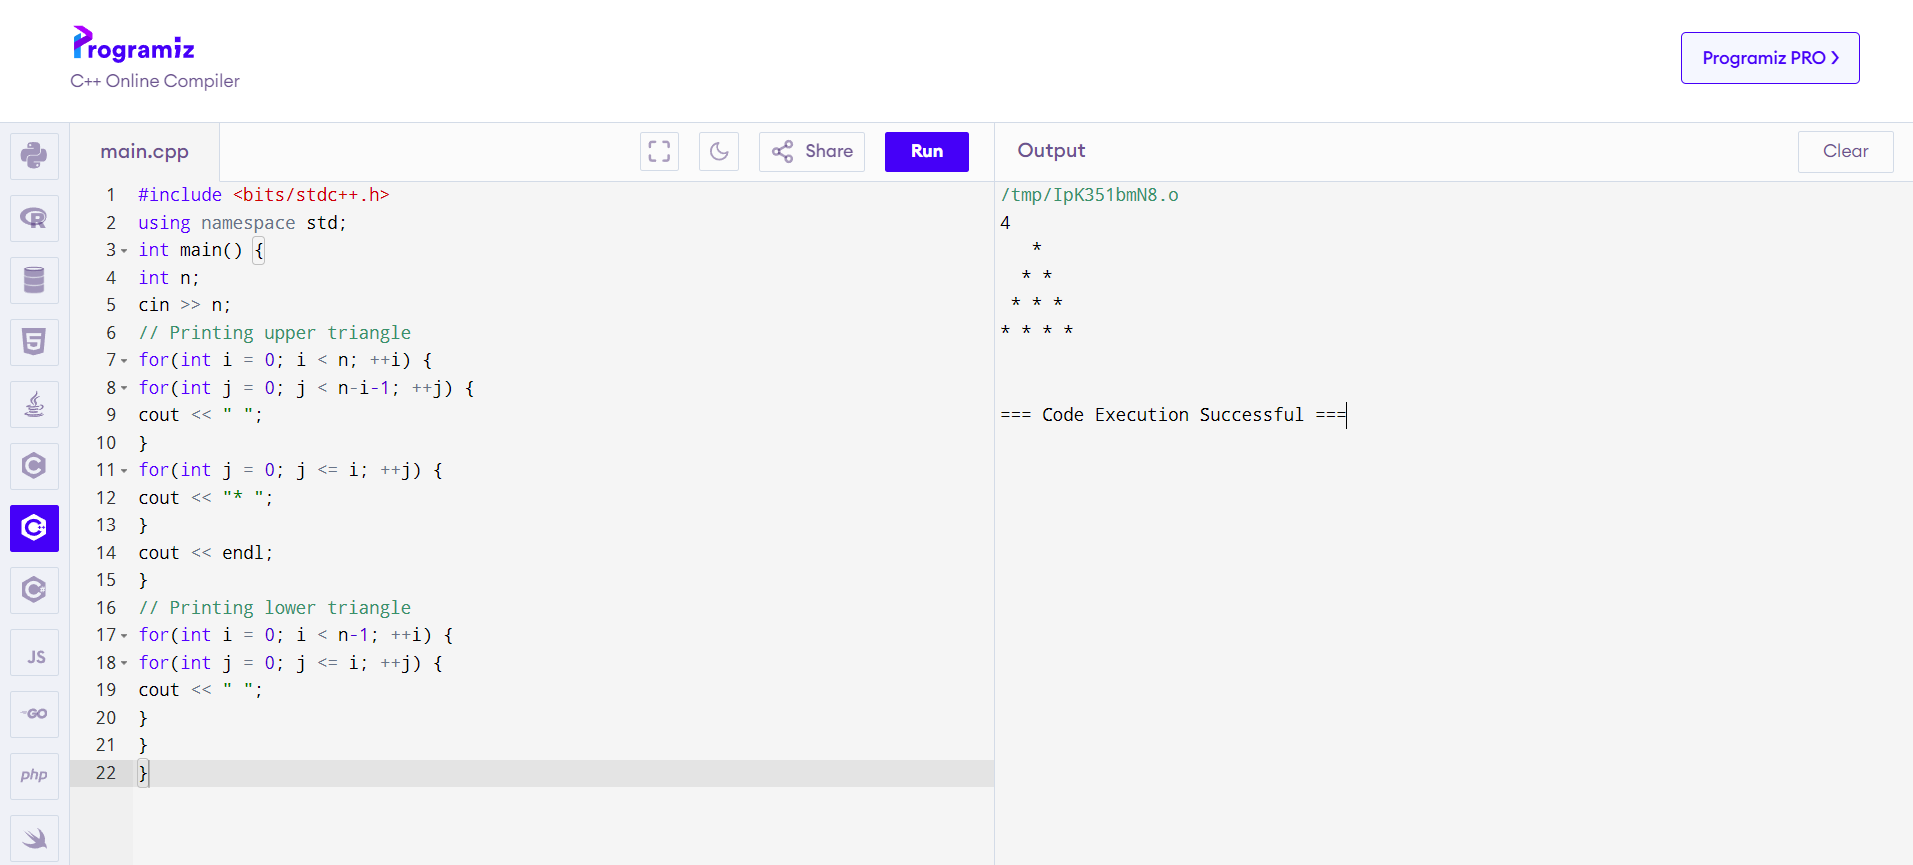 Programiz
C++ Online Compiler
Programiz PRO
main.cpp
Share
Run
Output
Clear
1 #include <bits/stdc++.h>
2 using namespace std;
3 int main() {
4 int n;
5 cin >> n;
6 // Printing upper triangle
7 for(int i = 0; i < n; ++i) {
8 for(int j = 0; j < n-i-1; ++j) {
9 cout << " ";
10 }
11 for(int j = 0; j <= i; ++j) {
12 cout << "* ";
13 }
14 cout << endl;
15 }
16 // Printing lower triangle
17 for(int i = 0; i < n-1; ++i) {
18 for(int j = 0; j <= i; ++j) {
19 cout << " ";
20 }
21 }
22 }
/tmp/IpK351bmN8.o
4
   *
  * *
 * * *
* * * *
=== Code Execution Successful ===
R
5
C
C++
C
JS
GO
php